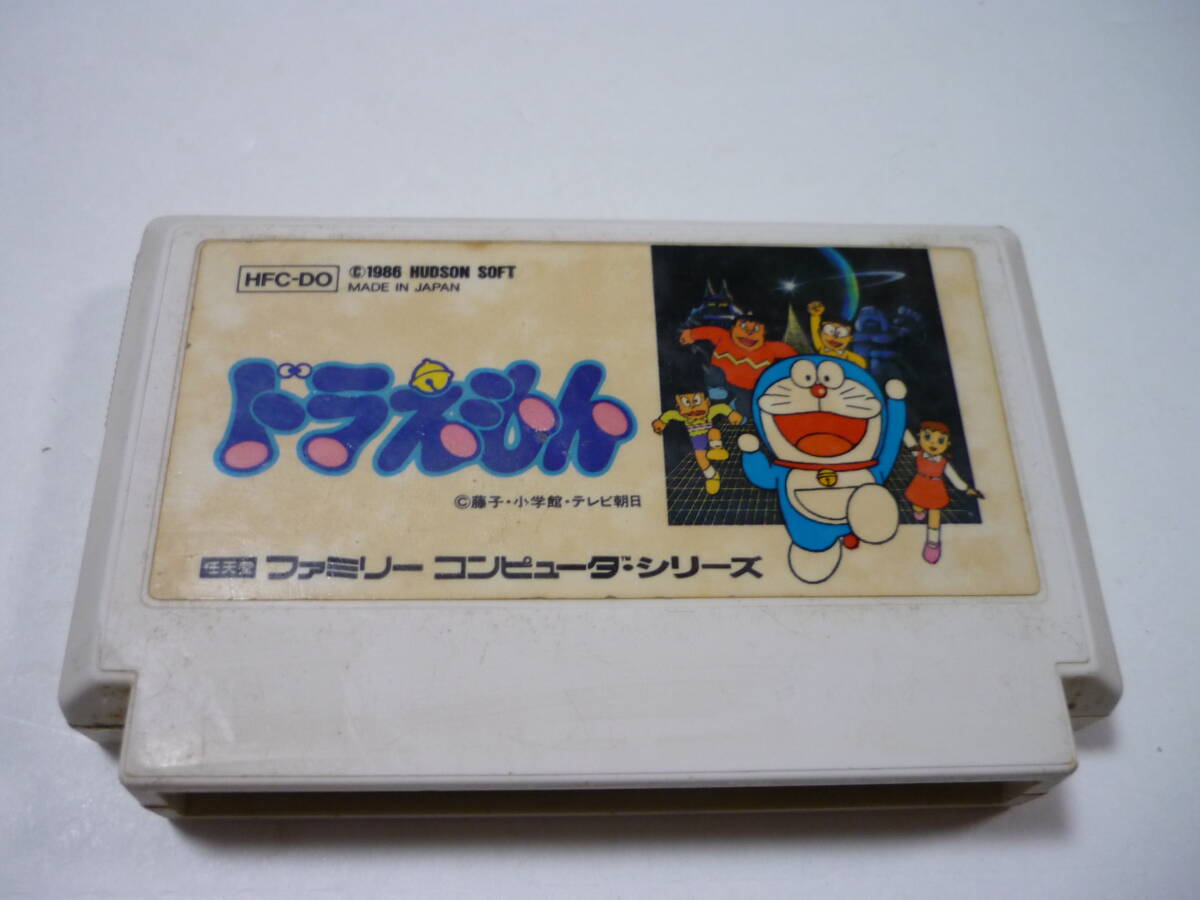 HFC-DO
©1986 HUDSON SOFT
MADE IN JAPAN
ドラえもん
©藤子・小学館・テレビ朝日
任天堂 ファミリー コンピュータ™・シリーズ